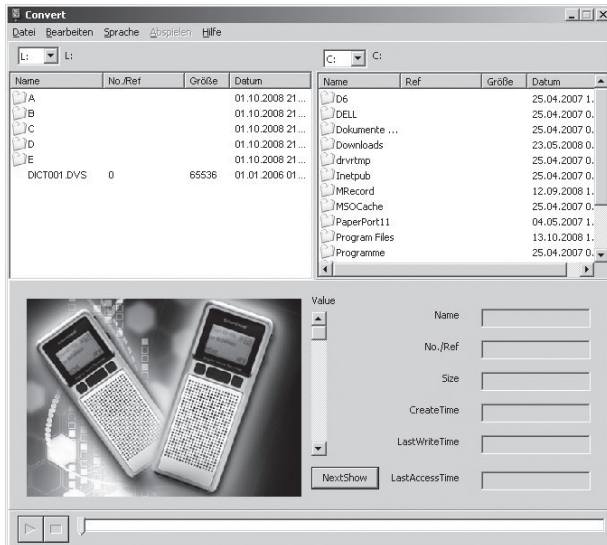 Convert
Datei Bearbeiten Sprache Abspielen Hilfe
L: L:
C: C:
Name No./Ref Größe Datum
A 01.10.2008 21...
B 01.10.2008 21...
C 01.10.2008 21...
D 01.10.2008 21...
E 01.10.2008 21...
DICT001.DVS 0 65536 01.01.2006 01...
Name Ref Größe Datum
D6 25.04.2007 1.
DELL 25.04.2007 0.
Dokumente ... 25.04.2007 0.
Downloads 23.05.2008 0.
drvrtmp 25.04.2007 0.
Inetpub 25.04.2007 0.
MRecord 12.09.2008 1.
MSOCache 25.04.2007 0.
PaperPort11 04.05.2007 1.
Program Files 13.10.2008 1.
Programme 25.04.2007 0.
Value
Name
No./Ref
Size
CreateTime
LastWriteTime
NextShow LastAccessTime